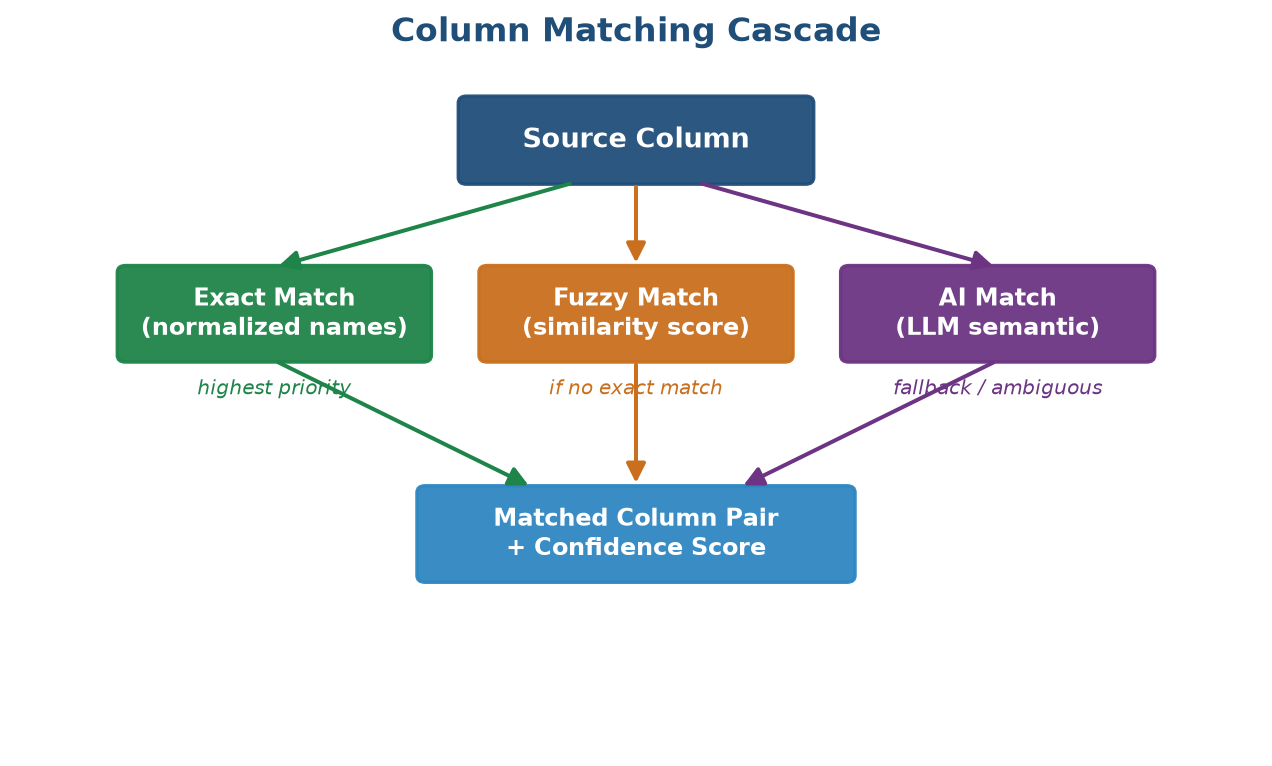 Column Matching Cascade
Source Column
Exact Match
(normalized names)
Fuzzy Match
(similarity score)
AI Match
(LLM semantic)
highest priority
if no exact match
fallback / ambiguous
Matched Column Pair
+ Confidence Score